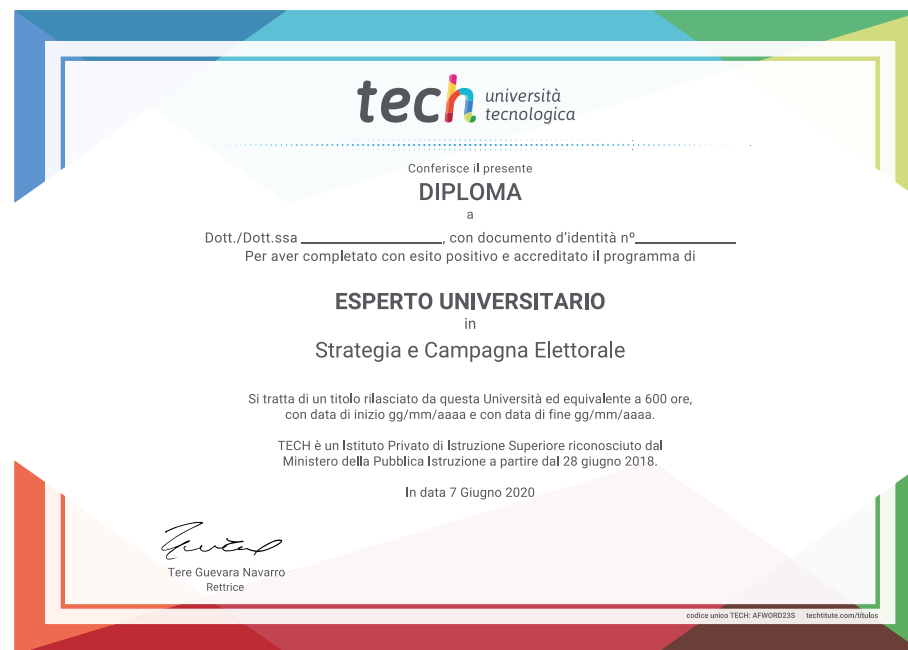 tech università
tecnologica
Conferisce il presente
DIPLOMA
a
Dott./Dott.ssa ________________, con documento d'identità nº____________
Per aver completato con esito positivo e accreditato il programma di
ESPERTO UNIVERSITARIO
in
Strategia e Campagna Elettorale
Si tratta di un titolo rilasciato da questa Università ed equivalente a 600 ore,
con data di inizio gg/mm/aaaa e con data di fine gg/mm/aaaa.
TECH è un Istituto Privato di Istruzione Superiore riconosciuto dal
Ministero della Pubblica Istruzione a partire dal 28 giugno 2018.
In data 7 Giugno 2020
Tere Guevara Navarro
Rettrice
codice unico TECH: AFWORD23S techtitute.com/titulos